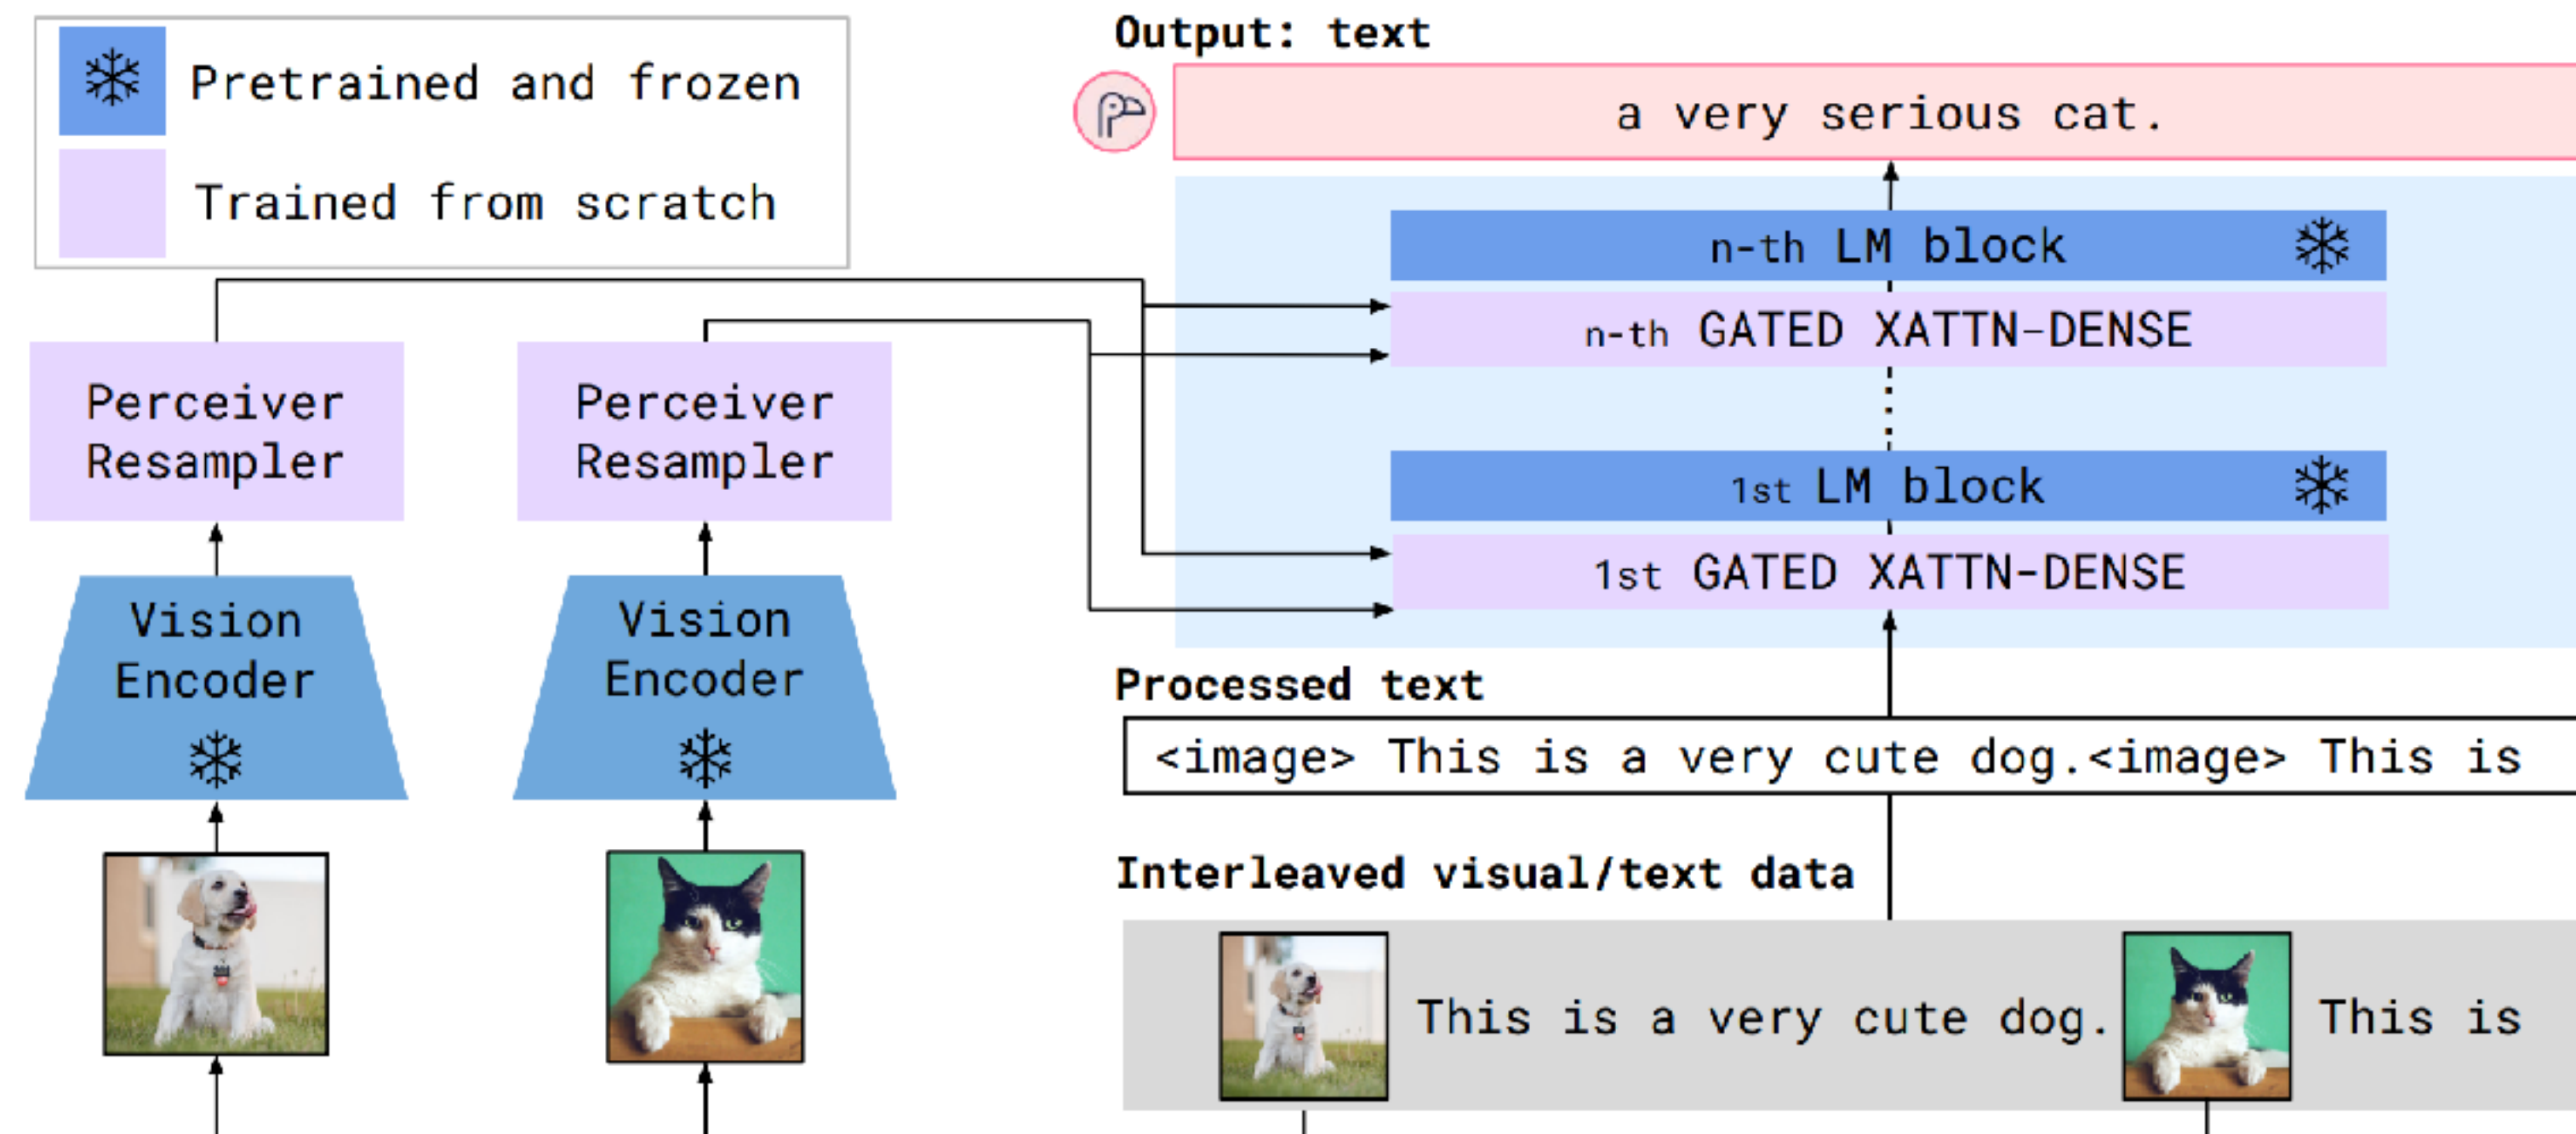 Pretrained and frozen
Trained from scratch
Perceiver
Resampler
Perceiver
Resampler
Vision
Encoder
Vision
Encoder
Output: text
a very serious cat.
n-th LM block
n-th GATED XATTN-DENSE
1st LM block
1st GATED XATTN-DENSE
Processed text
<image> This is a very cute dog.<image> This is
Interleaved visual/text data
This is a very cute dog. This is